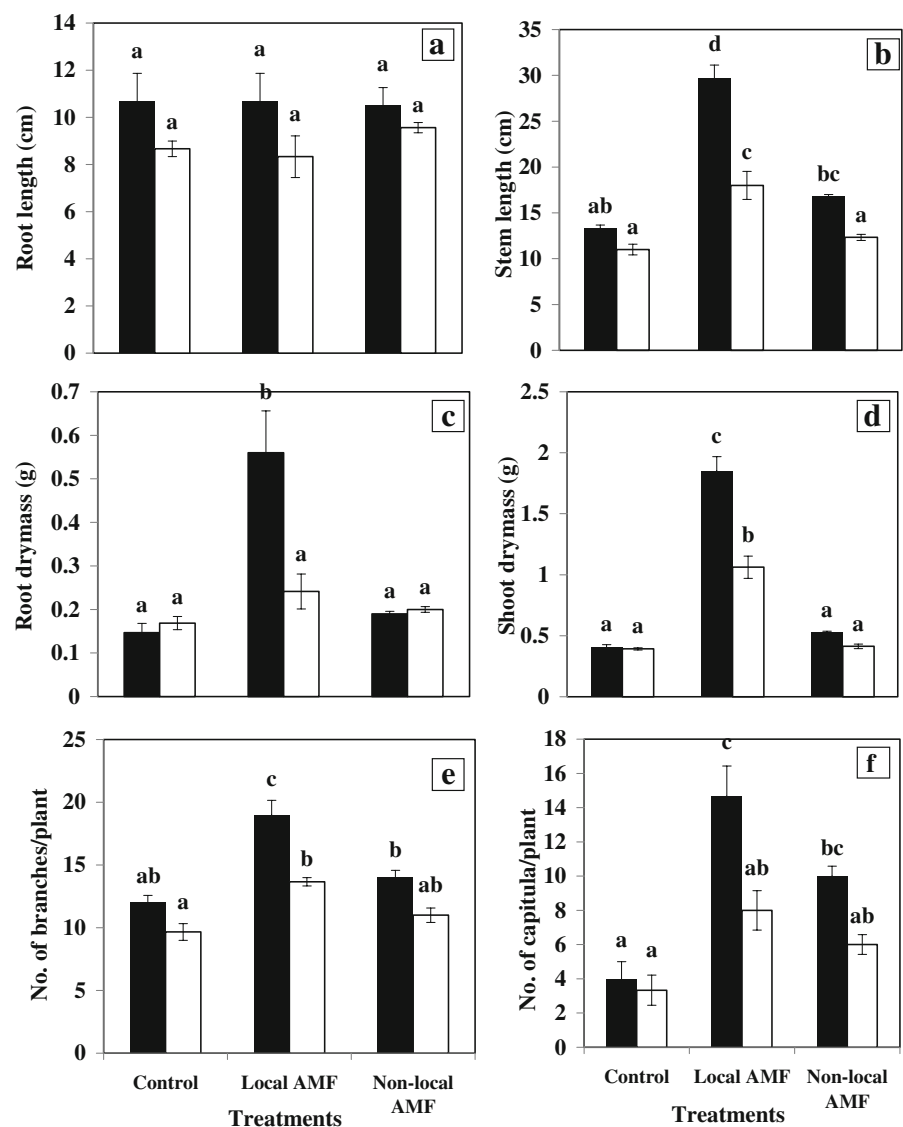 a
Root length (cm)
14
12
10
8
6
4
2
0
a
a
a
a
a
a
b
Stem length (cm)
35
30
25
20
15
10
5
0
ab
a
d
c
bc
a
c
Root drymass (g)
0.7
0.6
0.5
0.4
0.3
0.2
0.1
0
a
a
b
a
a
a
d
Shoot drymass (g)
2.5
2
1.5
1
0.5
0
a
a
c
b
a
a
e
No. of branches/plant
25
20
15
10
5
0
ab
a
c
b
b
ab
Control
Local AMF
Non-local
AMF
Treatments
f
No. of capitula/plant
18
16
14
12
10
8
6
4
2
0
a
a
c
ab
bc
ab
Control
Local AMF
Non-local
AMF
Treatments